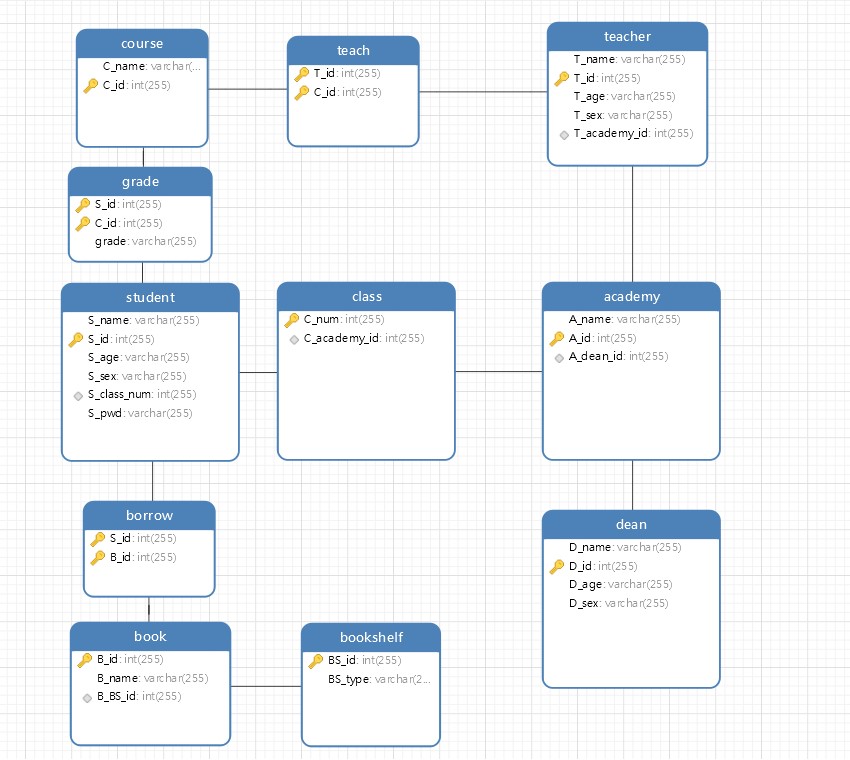 course
C_name: varchar(...
C_id: int(255)
teach
T_id: int(255)
C_id: int(255)
teacher
T_name: varchar(255)
T_id: int(255)
T_age: varchar(255)
T_sex: varchar(255)
T_academy_id: int(255)
grade
S_id: int(255)
C_id: int(255)
grade: varchar(255)
student
S_name: varchar(255)
S_id: int(255)
S_age: varchar(255)
S_sex: varchar(255)
S_class_num: int(255)
S_pwd: varchar(255)
class
C_num: int(255)
C_academy_id: int(255)
academy
A_name: varchar(255)
A_id: int(255)
A_dean_id: int(255)
borrow
S_id: int(255)
B_id: int(255)
dean
D_name: varchar(255)
D_id: int(255)
D_age: varchar(255)
D_sex: varchar(255)
book
B_id: int(255)
B_name: varchar(255)
B_BS_id: int(255)
bookshelf
BS_id: int(255)
BS_type: varchar(2...